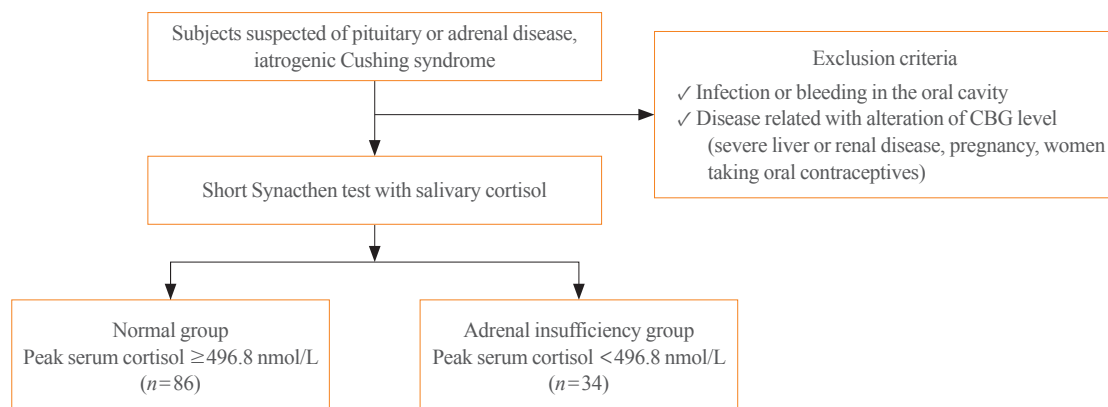 Subjects suspected of pituitary or adrenal disease,
iatrogenic Cushing syndrome
Exclusion criteria
✓ Infection or bleeding in the oral cavity
✓ Disease related with alteration of CBG level
(severe liver or renal disease, pregnancy, women
taking oral contraceptives)
Short Synacthen test with salivary cortisol
Normal group
Peak serum cortisol ≥496.8 nmol/L
(n=86)
Adrenal insufficiency group
Peak serum cortisol <496.8 nmol/L
(n=34)